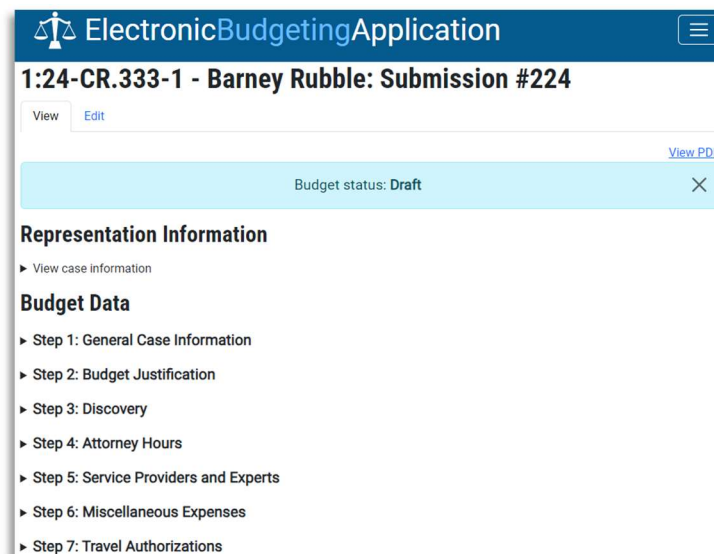 ElectronicBudgetingApplication
1:24-CR.333-1 - Barney Rubble: Submission #224
View Edit
View PD
Budget status: Draft
Representation Information
View case information
Budget Data
Step 1: General Case Information
Step 2: Budget Justification
Step 3: Discovery
Step 4: Attorney Hours
Step 5: Service Providers and Experts
Step 6: Miscellaneous Expenses
Step 7: Travel Authorizations